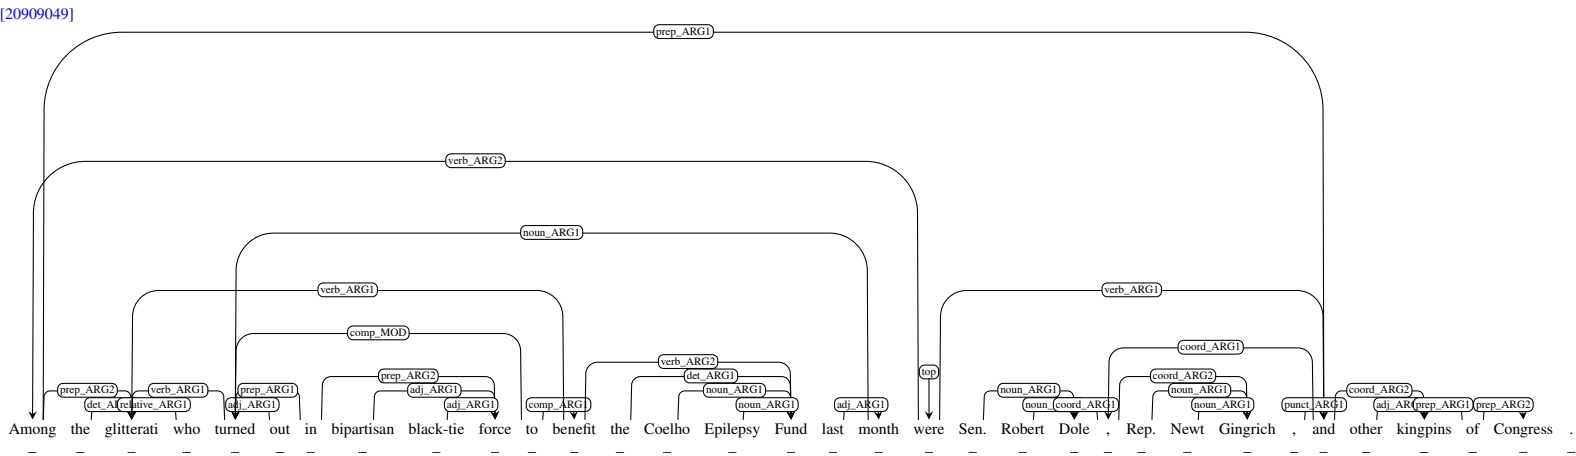 [20909049]
prep_ARG1
verb_ARG2
noun_ARG1
verb_ARG1 verb_ARG1
comp_MOD
coord_ARG1
verb_ARG2
top
prep_ARG2 det_ARG1 coord_ARG2
prep_ARG2 verb_ARG1 prep_ARG1 adj_ARG1 noun_ARG1 noun_ARG1 noun_ARG1 coord_ARG2
relative_ARG1 adj_ARG1 adj_ARG1 comp_ARG1 noun_ARG1 adj_ARG1 coord_ARG1 noun_ARG1 punct_ARG1 prep_ARG1 prep_ARG2
Among the glitterati who turned out in bipartisan black-tie force to benefit the Coelho Epilepsy Fund last month were Sen. Robert Dole , Rep. Newt Gingrich , and other kingpins of Congress .
_ _ _ _ _ _ _ _ _ _ _ _ _ _ _ _ _ _ _ _ _ _ _ _ _ _ _ _ _ _ _ _ _ _